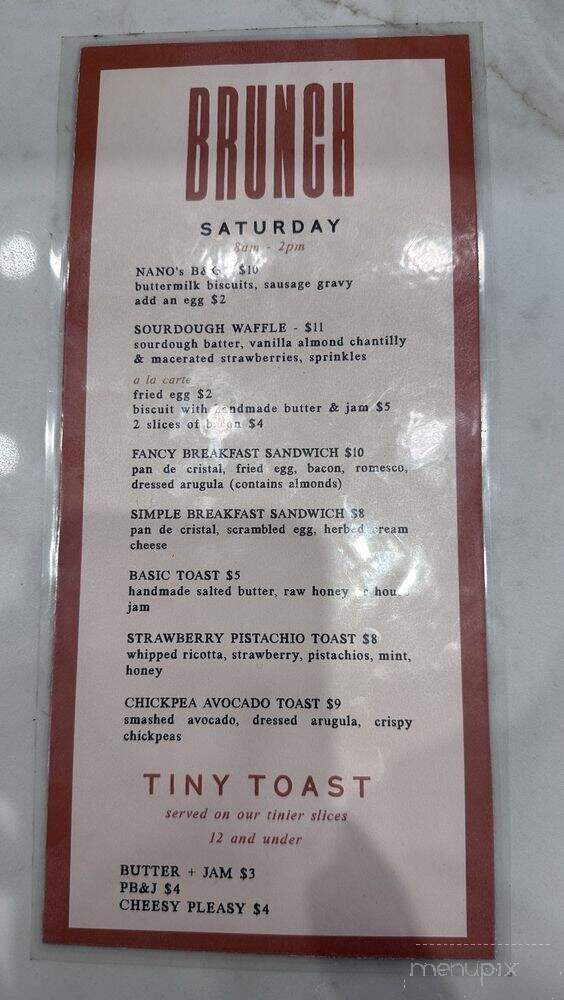 BRUNCH
SATURDAY
8am - 2pm
NANO's B& $10
buttermilk biscuits, sausage gravy
add an egg $2
SOURDOUGH WAFFLE - $11
sourdough batter, vanilla almond chantilly
& macerated strawberries, sprinkles
a la carte
fried egg $2
biscuit with handmade butter & jam $5
2 slices of bacon $4
FANCY BREAKFAST SANDWICH $10
pan de cristal, fried egg, bacon, romesco,
dressed arugula (contains almonds)
SIMPLE BREAKFAST SANDWICH $8
pan de cristal, scrambled egg, herbed cream
cheese
BASIC TOAST $5
handmade salted butter, raw honey or house
jam
STRAWBERRY PISTACHIO TOAST $8
whipped ricotta, strawberry, pistachios, mint,
honey
CHICKPEA AVOCADO TOAST $9
smashed avocado, dressed arugula, crispy
chickpeas
TINY TOAST
served on our tinier slices
12 and under
BUTTER + JAM $3
PB&J $4
CHEESY PLEASY $4
menupix